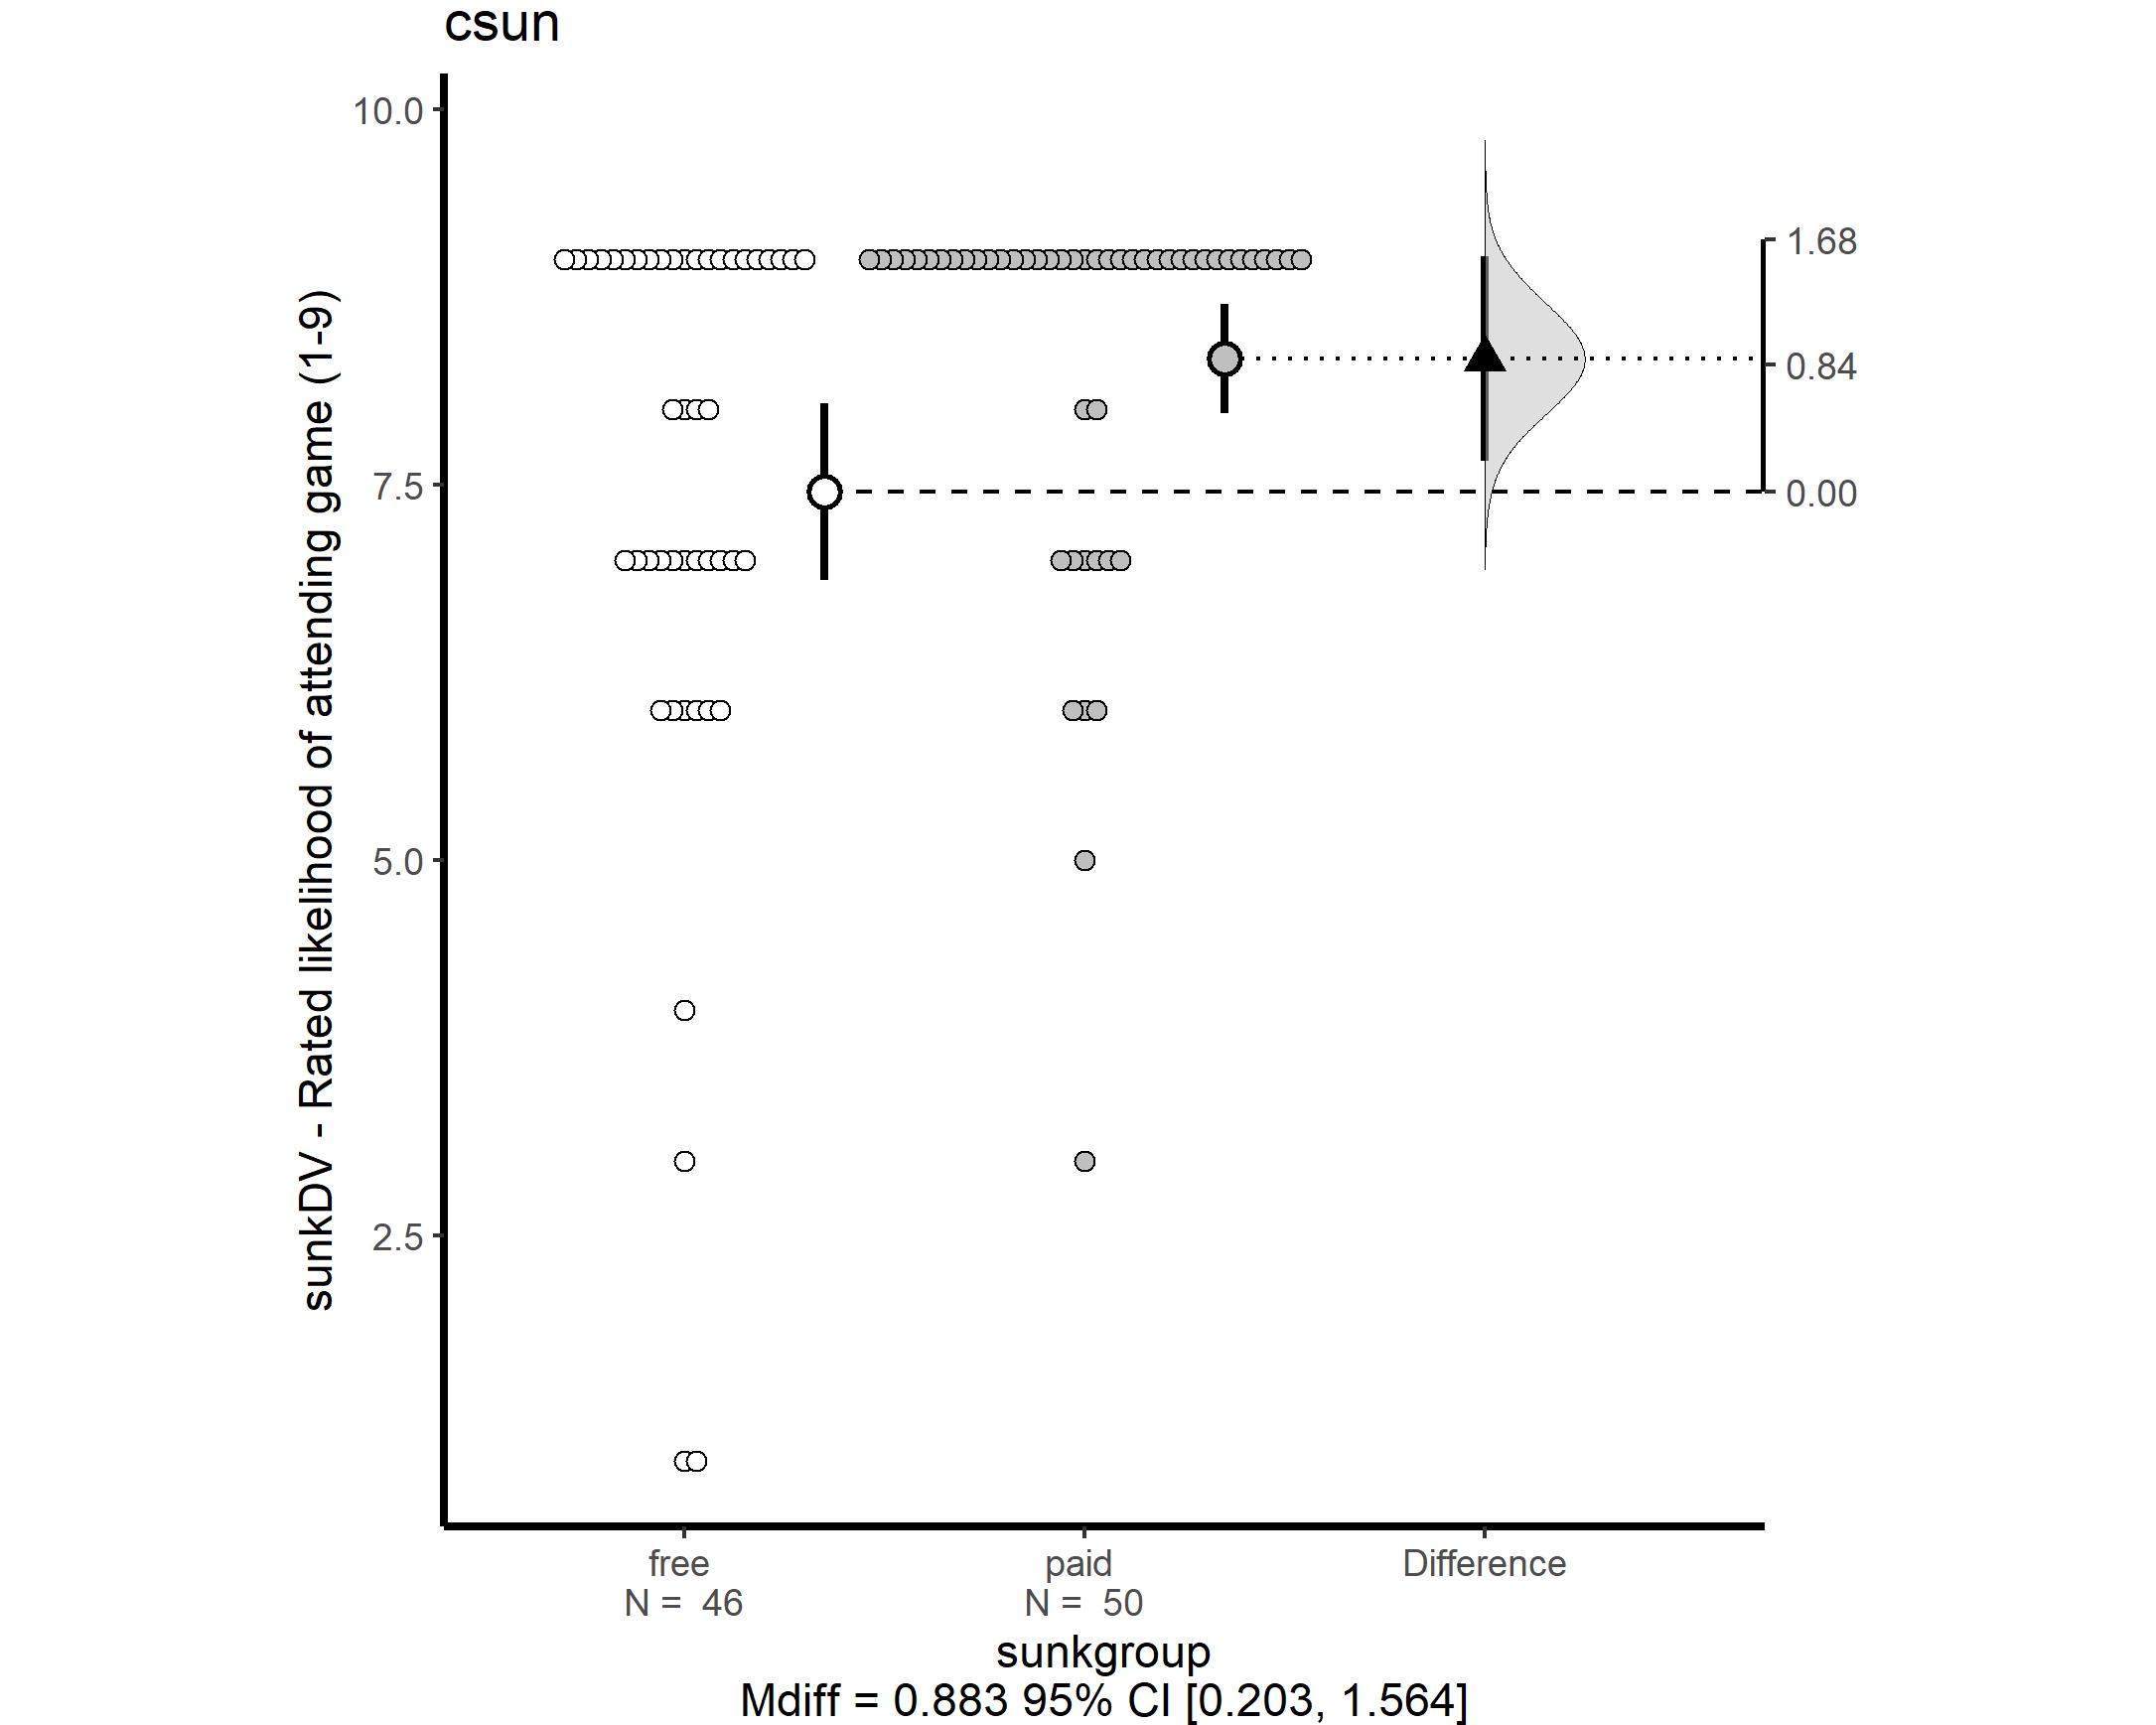 csun
sunkDV - Rated likelihood of attending game (1-9)
10.0
7.5
5.0
2.5
1.68
0.84
0.00
free
N =  46
paid
N =  50
Difference
sunkgroup
Mdiff = 0.883 95% CI [0.203, 1.564]